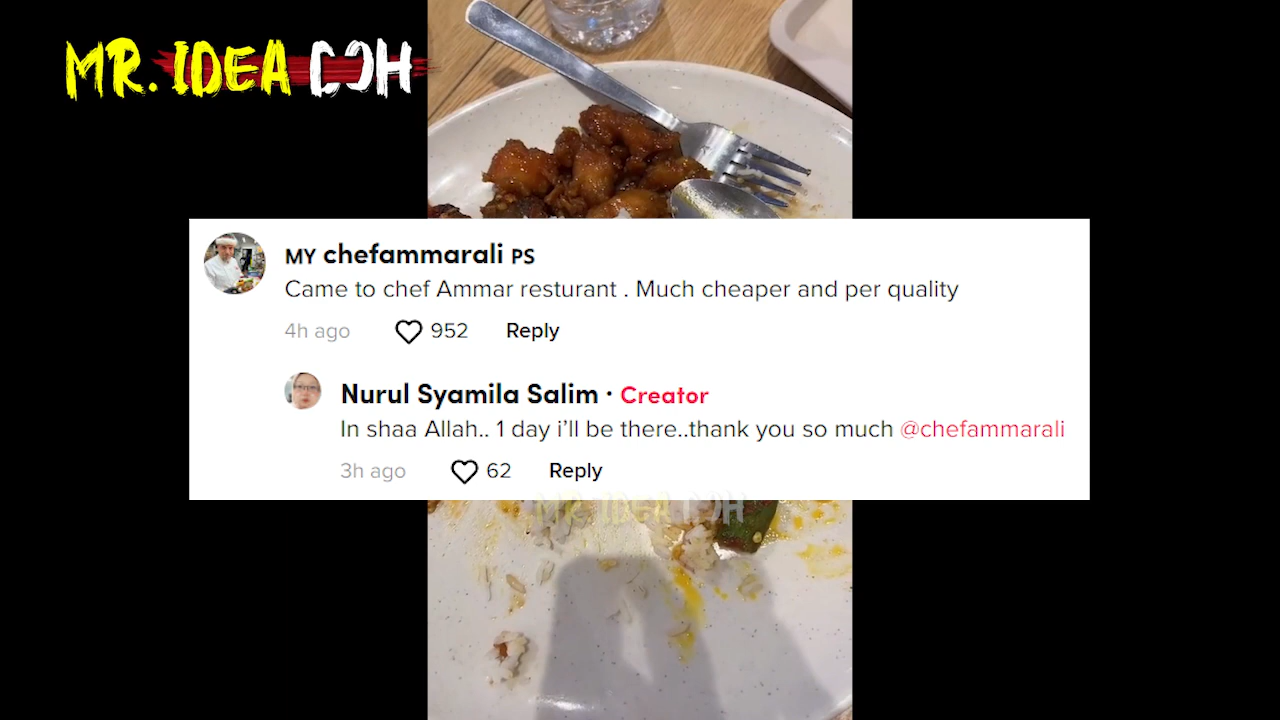 MR. IDEA
MY chefammarali PS
Came to chef Ammar resturant . Much cheaper and per quality
4h ago 952 Reply
Nurul Syamila Salim · Creator
In shaa Allah.. 1 day i'll be there..thank you so much @chefammarali
3h ago 62 Reply
MR. IDEA